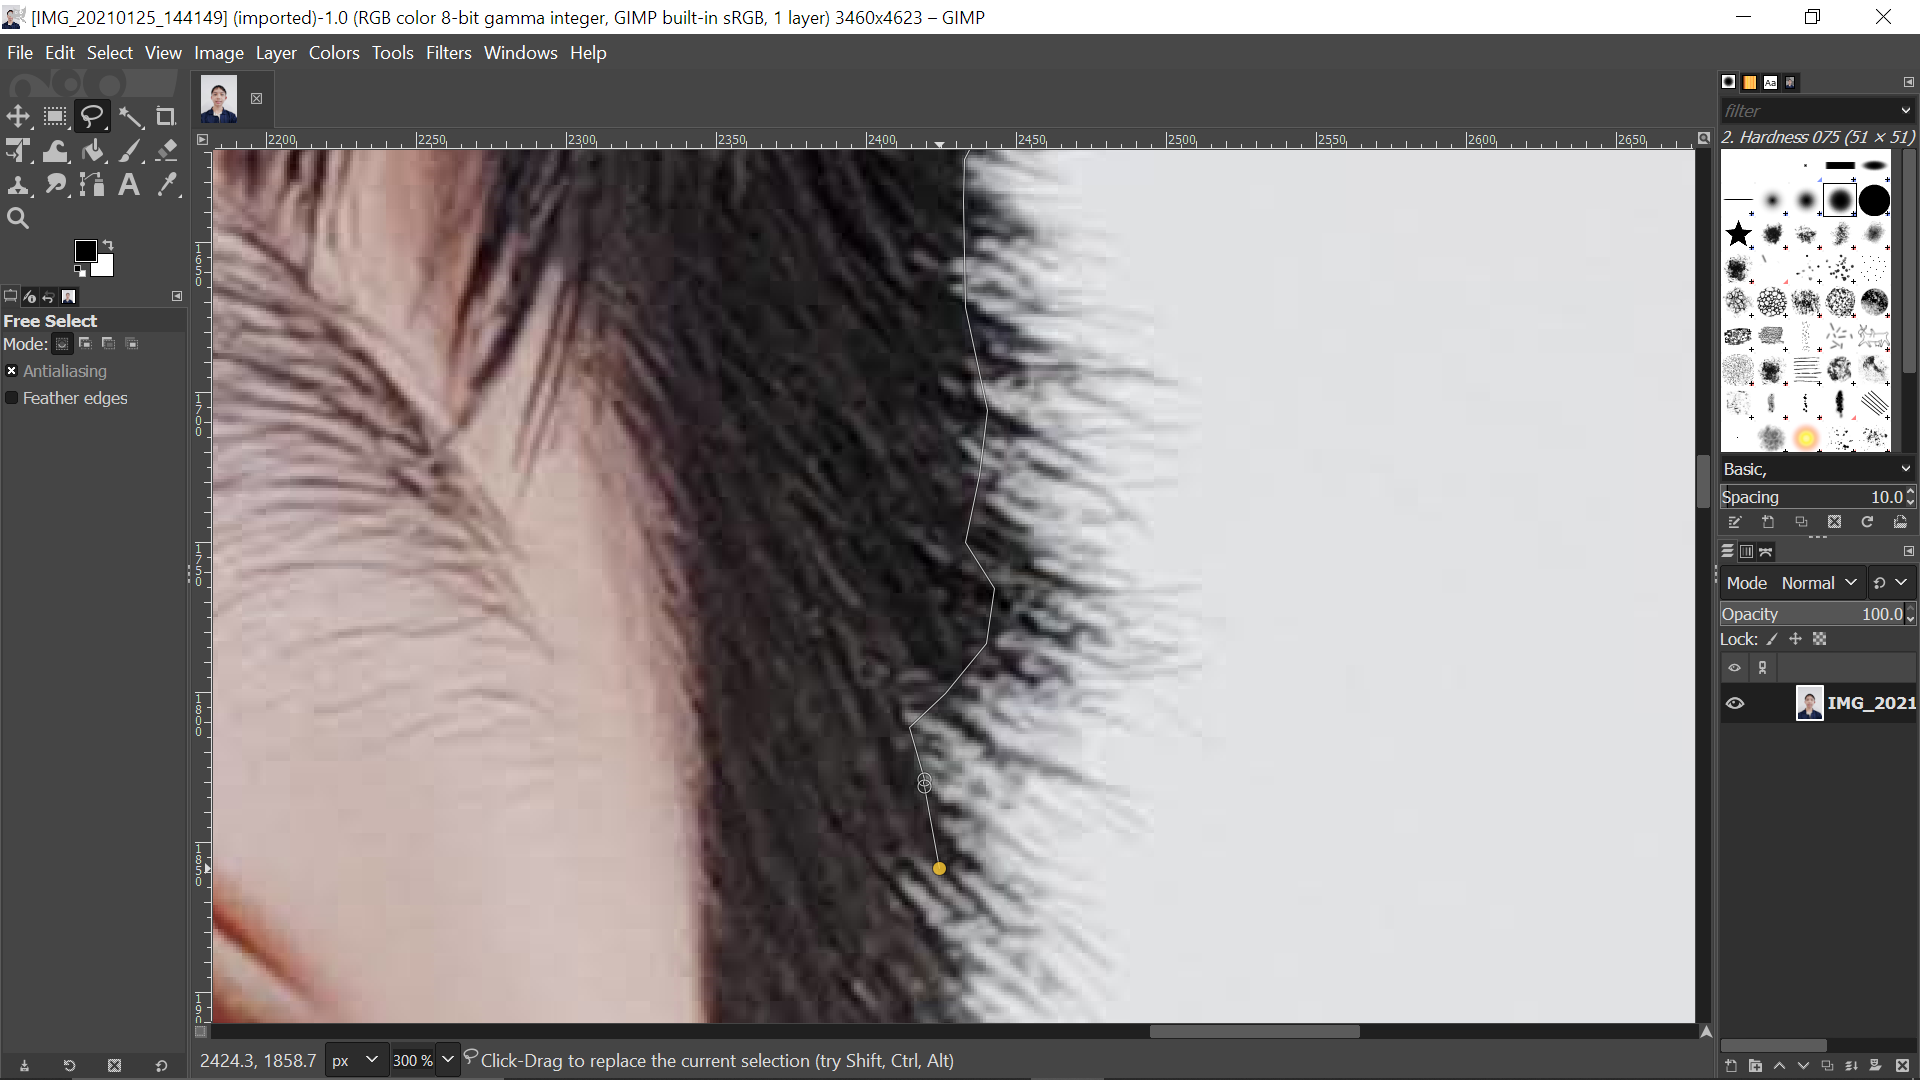 [IMG_20210125_144149] (imported)-1.0 (RGB color 8-bit gamma integer, GIMP built-in sRGB, 1 layer) 3460x4623 – GIMP
File Edit Select View Image Layer Colors Tools Filters Windows Help
filter
2. Hardness 075 (51 × 51)
2200 2250 2300 2350 2400 2450 2500 2550 2600 2650
1650
1700
1750
1800
1850
190
Free Select
Mode:
Antialiasing
Feather edges
Basic,
Spacing 10.0
Mode Normal
Opacity 100.0
Lock:
IMG_2021
2424.3, 1858.7 px 300 % Click-Drag to replace the current selection (try Shift, Ctrl, Alt)